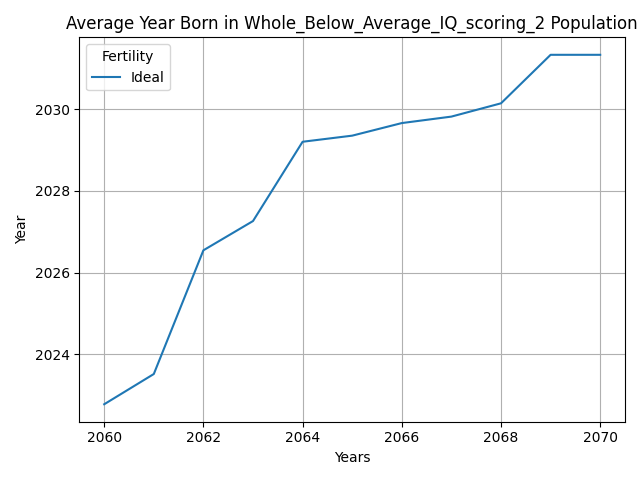 Average Year Born in Whole_Below_Average_IQ_scoring_2 Population
Fertility
Ideal
2030
2028
2026
2024
Year
2060 2062 2064 2066 2068 2070
Years